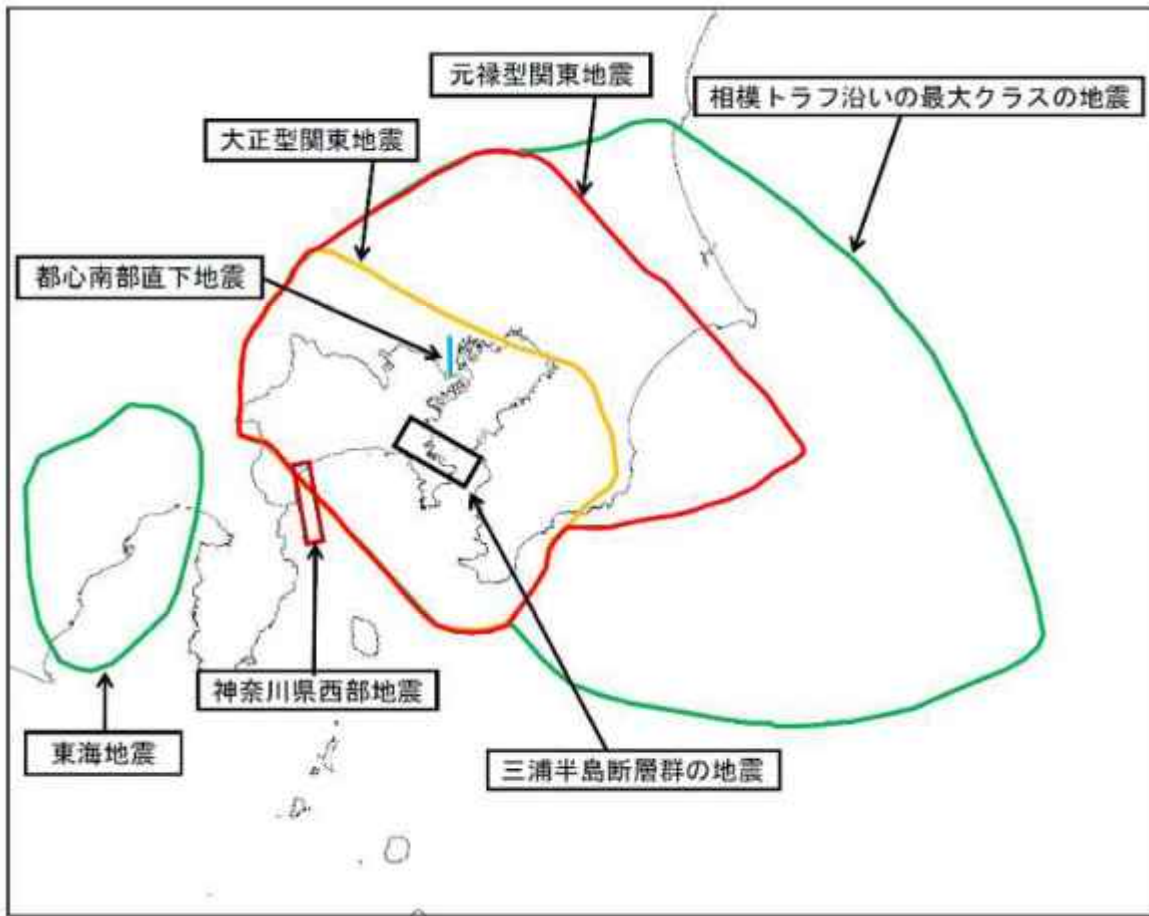 元禄型関東地震
相模トラフ沿いの最大クラスの地震
大正型関東地震
都心南部直下地震
神奈川県西部地震
東海地震
三浦半島断層群の地震